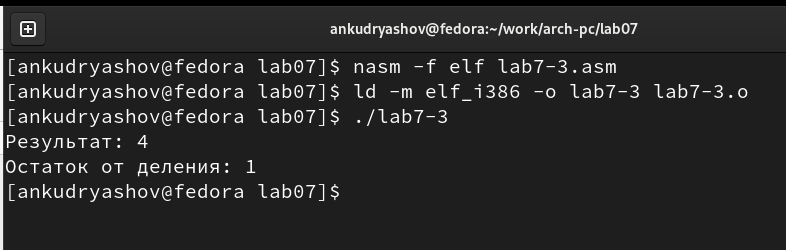 ankudryashov@fedora:~/work/arch-pc/lab07
[ankudryashov@fedora lab07]$ nasm -f elf lab7-3.asm
[ankudryashov@fedora lab07]$ ld -m elf_i386 -o lab7-3 lab7-3.o
[ankudryashov@fedora lab07]$ ./lab7-3
Результат: 4
Остаток от деления: 1
[ankudryashov@fedora lab07]$